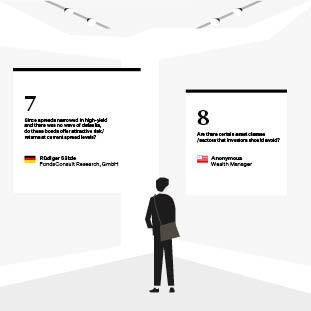 7
Since spreads narrowed in high-yield
and there was no wave of defaults,
do these bonds offer attractive risk/
returns at current spread levels?
Rüdiger Sälzle
FondsConsult Research, GmbH
8
Are there certain asset classes
/sectors that investors should avoid?
Anonymous
Wealth Manager